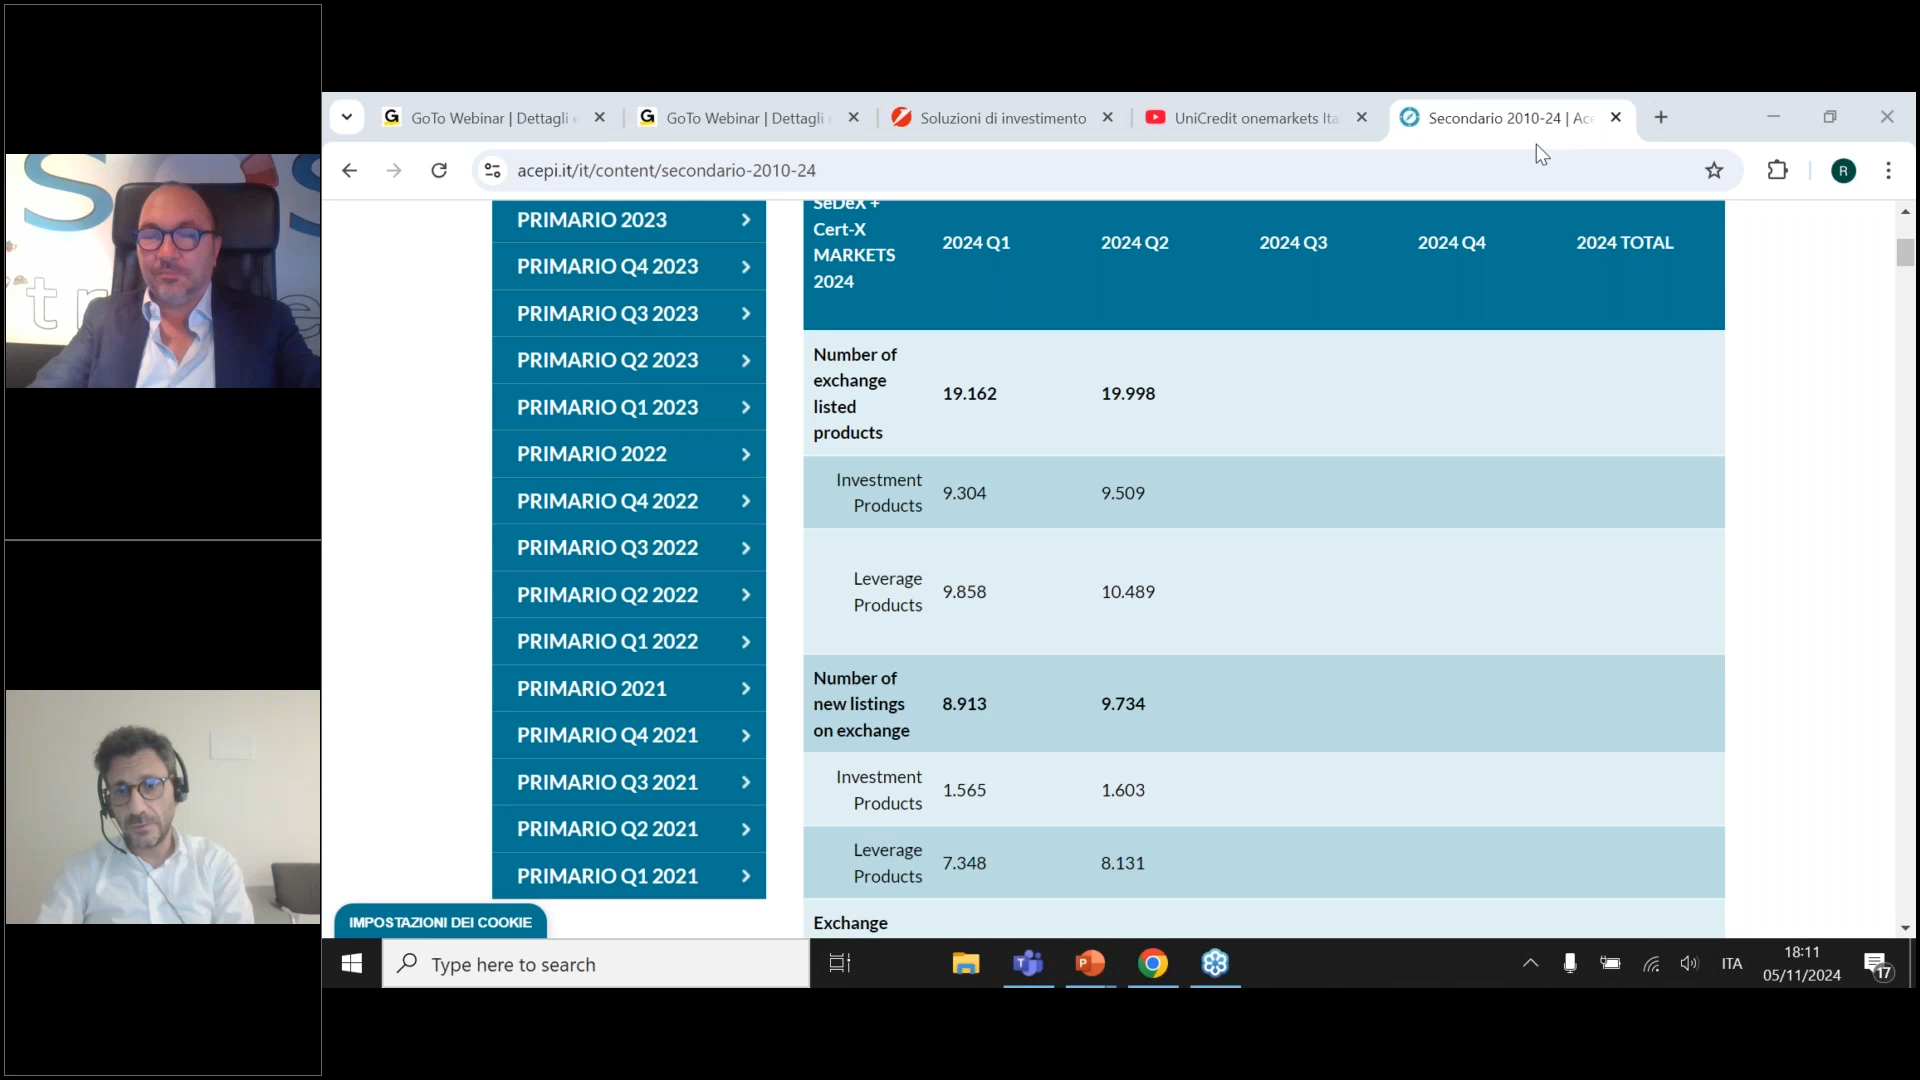 GoTo Webinar | Dettagli
GoTo Webinar | Dettagli
Soluzioni di investimento
UniCredit onemarkets Ita
Secondario 2010-24 | Ace
acepi.it/it/content/secondario-2010-24
R
PRIMARIO 2023
PRIMARIO Q4 2023
PRIMARIO Q3 2023
PRIMARIO Q2 2023
PRIMARIO Q1 2023
PRIMARIO 2022
PRIMARIO Q4 2022
PRIMARIO Q3 2022
PRIMARIO Q2 2022
PRIMARIO Q1 2022
PRIMARIO 2021
PRIMARIO Q4 2021
PRIMARIO Q3 2021
PRIMARIO Q2 2021
PRIMARIO Q1 2021
IMPOSTAZIONI DEI COOKIE
SeDeX +
Cert-X
MARKETS
2024
2024 Q1 2024 Q2 2024 Q3 2024 Q4 2024 TOTAL
Number of
exchange
listed
products
19.162 19.998
Investment
Products
9.304 9.509
Leverage
Products
9.858 10.489
Number of
new listings
on exchange
8.913 9.734
Investment
Products
1.565 1.603
Leverage
Products
7.348 8.131
Exchange
Type here to search
ITA
18:11
05/11/2024
17